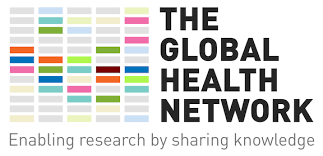 THE
GLOBAL
HEALTH
NETWORK
Enabling research by sharing knowledge